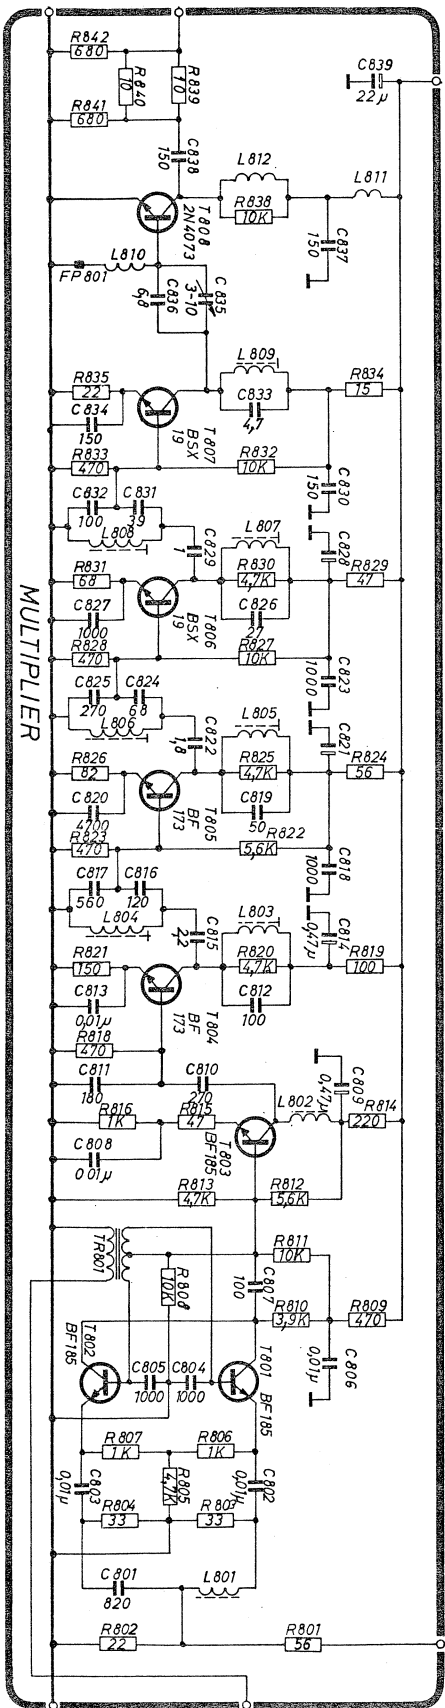 R842
680
R840
10
R839
10
R841
680
C839
22µ
C838
150
L812
R838
10K
L811
T808
2N4073
C837
150
L810
FP801
C836
6,8
C835
3-10
R835
22
C834
150
R833
470
T807
BSX
19
L809
C833
4,7
R834
15
R832
10K
C830
150
C832
100
C831
39
L808
C829
1
L807
R830
4,7K
C826
27
C828
R829
47
R831
68
C827
1000
R828
470
T806
BSX
19
R827
10K
C823
1000
C825
270
C824
68
L806
C822
1,8
L805
R825
4,7K
C819
50
C821
R824
56
MULTIPLIER
R826
82
C820
4700
R823
470
T805
BF
173
R822
5,6K
C818
1000
C817
560
C816
120
L804
C815
2,2
L803
R820
4,7K
C812
100
C814
0,47µ
R819
100
R821
150
C813
0,01µ
R818
470
T804
BF
173
C811
180
C810
270
R816
1K
R815
47
C808
0,01µ
T803
BF185
L802
C809
0,47µ
R814
220
R813
4,7K
R812
5,6K
R811
10K
TR801
R808
10K
C807
100
R810
3,9K
R809
470
C806
0,01µ
T802
BF185
C805
1000
C804
1000
T801
BF185
R807
1K
R806
1K
R805
4,7K
C803
0,01µ
C802
0,01µ
R804
33
R803
33
C801
820
L801
R802
22
R801
56